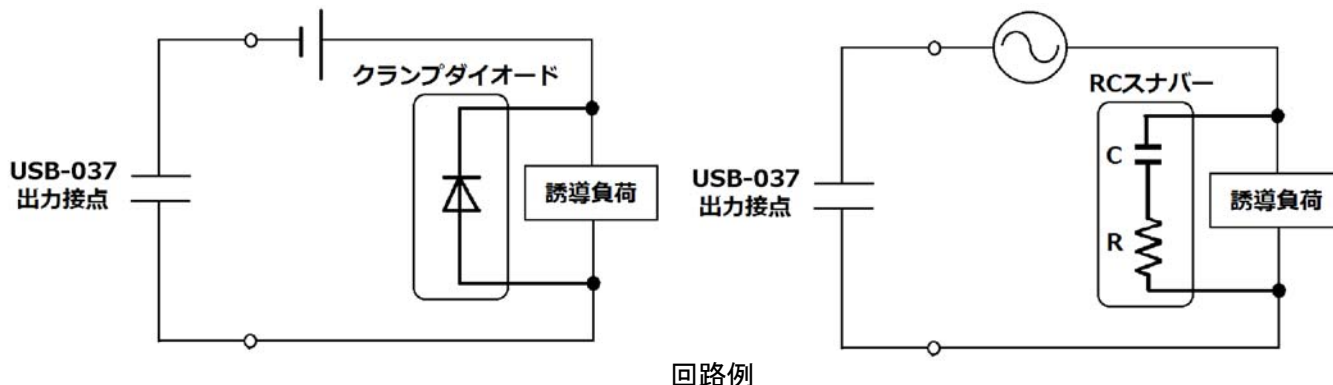 クランプダイオード
USB-037
出力接点
誘導負荷
RCスナバー
C
R
USB-037
出力接点
誘導負荷
回路例